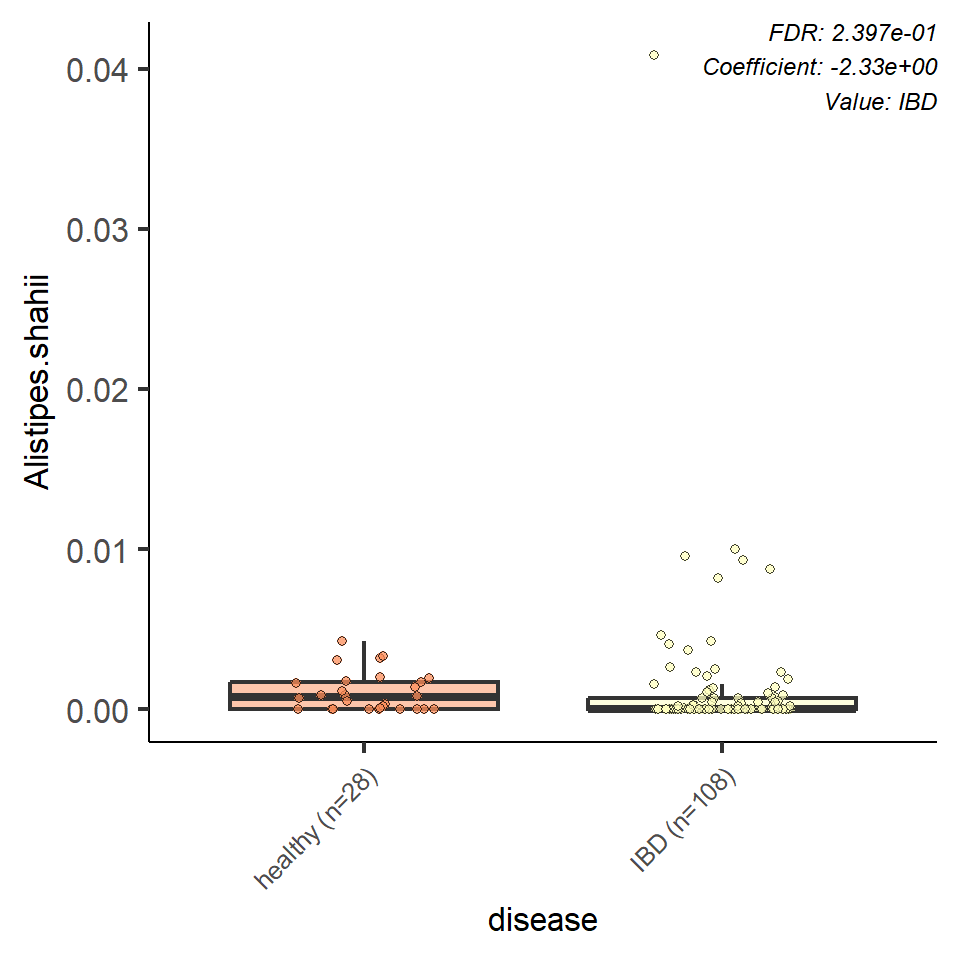 FDR: 2.397e-01
Coefficient: -2.33e+00
Value: IBD
Alistipes.shahii
0.04
0.03
0.02
0.01
0.00
healthy (n=28)
IBD (n=108)
disease